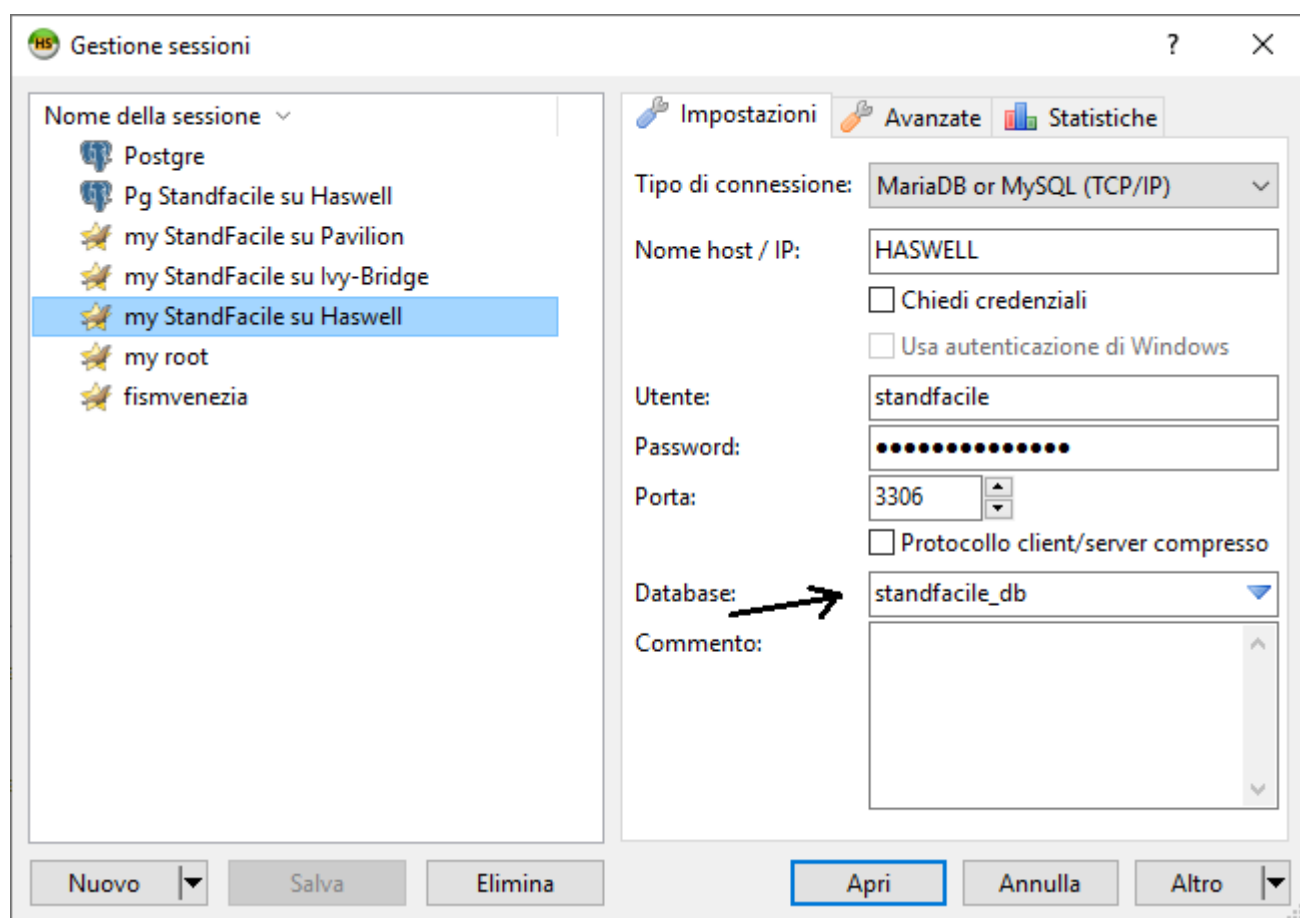 HS Gestione sessioni ?
Nome della sessione
Postgre
Pg Standfacile su Haswell
my StandFacile su Pavilion
my StandFacile su Ivy-Bridge
my StandFacile su Haswell
my root
fismvenezia
Impostazioni Avanzate Statistiche
Tipo di connessione: MariaDB or MySQL (TCP/IP)
Nome host / IP: HASWELL
Chiedi credenziali
Usa autenticazione di Windows
Utente: standfacile
Password: ••••••••••••••
Porta: 3306
Protocollo client/server compresso
Database: standfacile_db
Commento:
Nuovo Salva Elimina Apri Annulla Altro